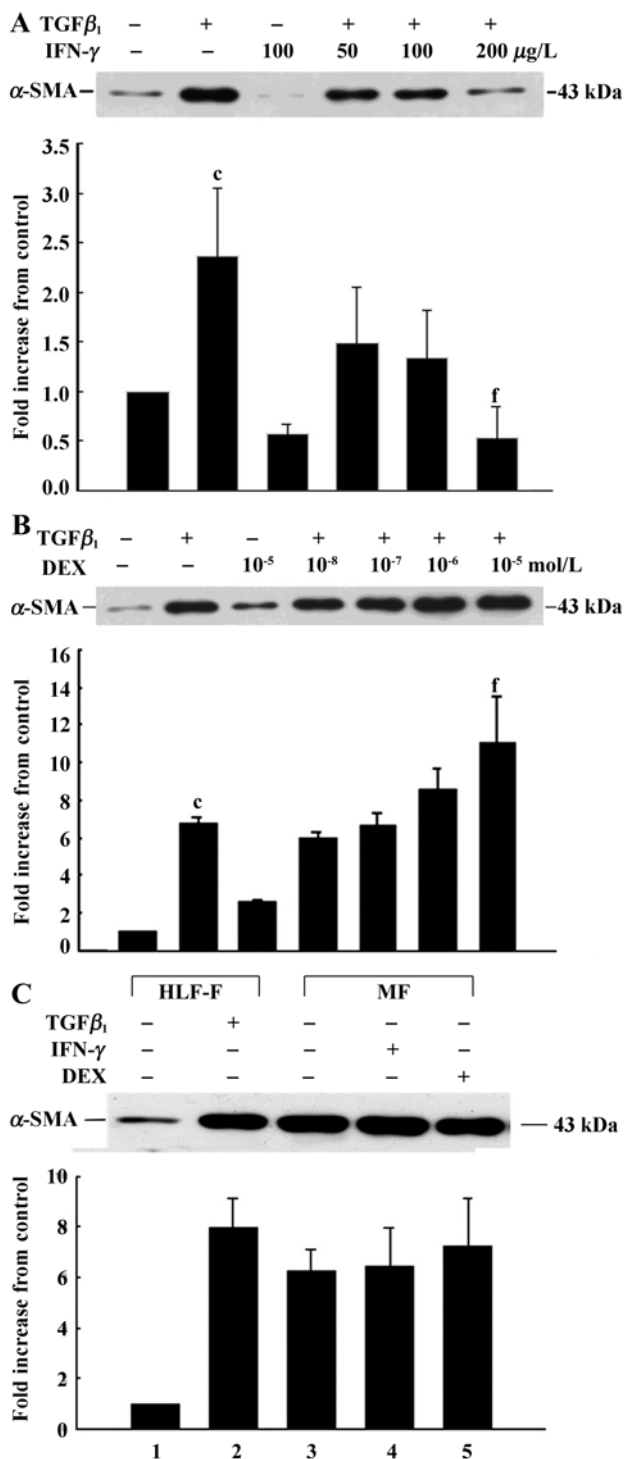 A
TGFβ₁ – + – + + +
IFN-γ – – 100 50 100 200 μg/L
α-SMA – –43 kDa
Fold increase from control
3.5
3.0
2.5
2.0
1.5
1.0
0.5
0.0
c
f
B
TGFβ₁ – + – + + + +
DEX – – 10⁻⁵ 10⁻⁸ 10⁻⁷ 10⁻⁶ 10⁻⁵ mol/L
α-SMA – –43 kDa
Fold increase from control
16
14
12
10
8
6
4
2
0
c
f
C
HLF-F MF
TGFβ₁ – + – – –
IFN-γ – – – + –
DEX – – – – +
α-SMA — — 43 kDa
Fold increase from control
10
8
6
4
2
0
1 2 3 4 5